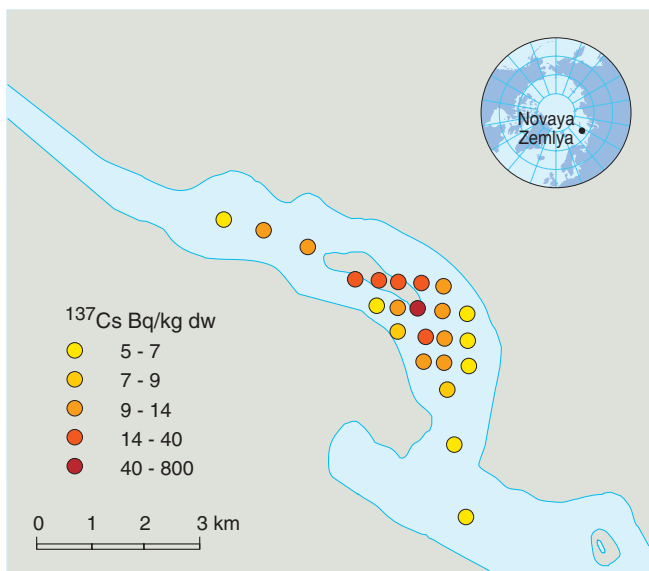 Novaya
Zemlya
¹³⁷Cs Bq/kg dw
5 - 7
7 - 9
9 - 14
14 - 40
40 - 800
0 1 2 3 km